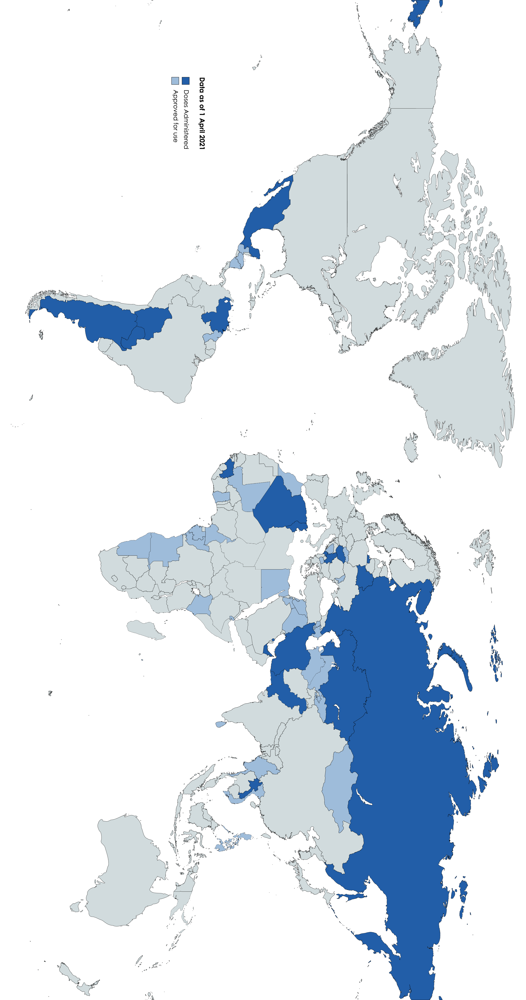 Data as of 1 April 2021
Doses Administered
Approved for use